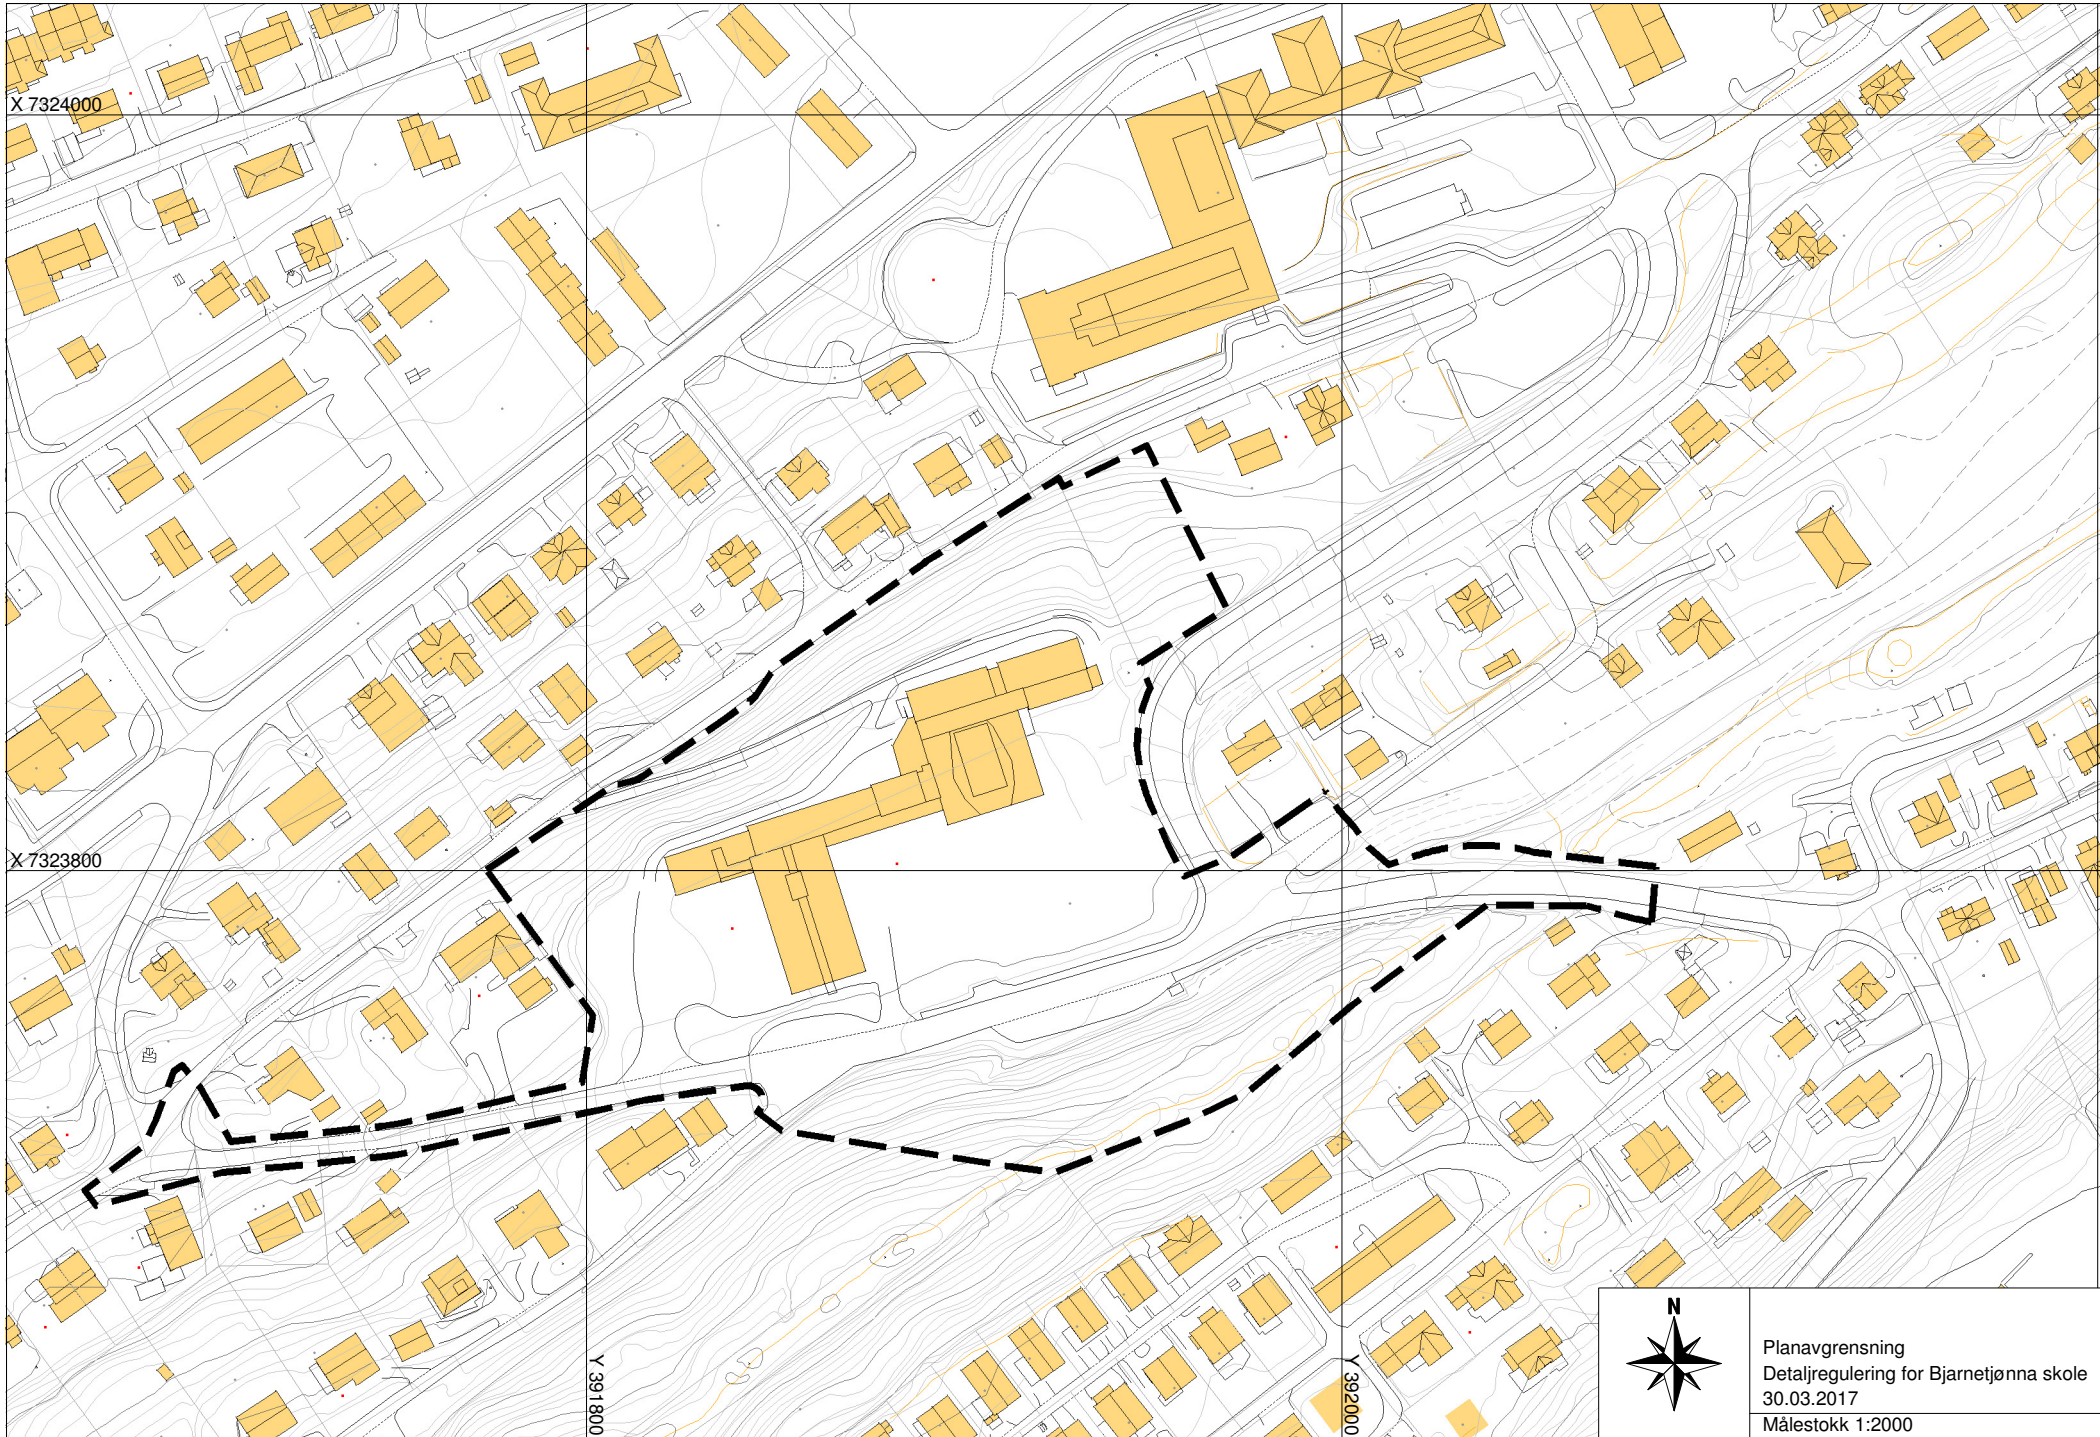 X 7324000
X 7323800
Y 391800
Y 392000
N
Planavgrensning
Detaljregulering for Bjarnetjønna skole
30.03.2017
Målestokk 1:2000